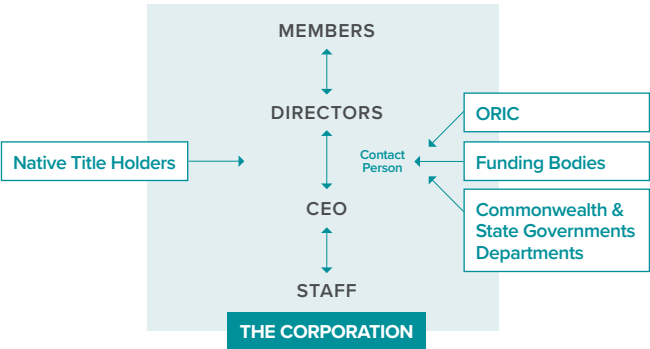 MEMBERS
DIRECTORS
Native Title Holders
Contact
Person
ORIC
Funding Bodies
Commonwealth &
State Governments
Departments
CEO
STAFF
THE CORPORATION